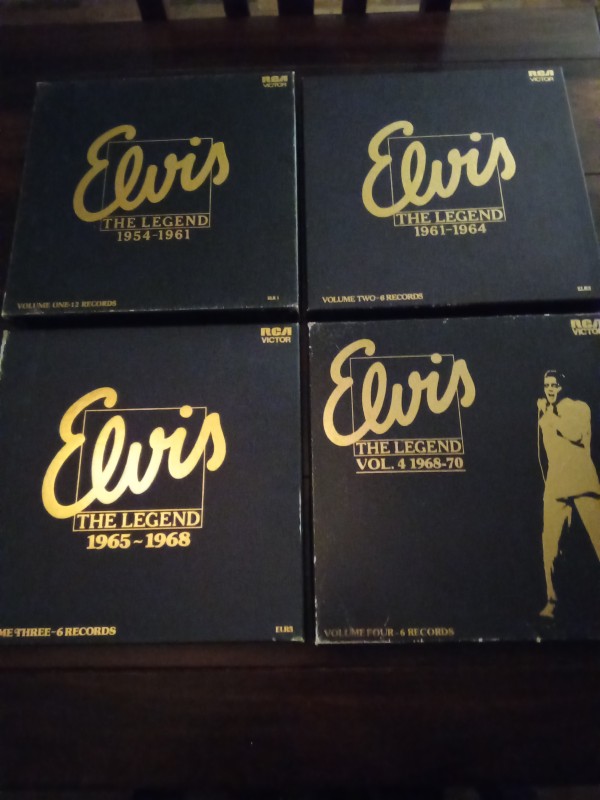 RCA
VICTOR
Elvis
THE LEGEND
1954-1961
VOLUME ONE-12 RECORDS
RCA
VICTOR
Elvis
THE LEGEND
1961-1964
VOLUME TWO-6 RECORDS
RCA
VICTOR
Elvis
THE LEGEND
1965~1968
ME THREE-6 RECORDS
RCA
VICTOR
Elvis
THE LEGEND
VOL. 4 1968-70
VOLUME FOUR-6 RECORDS